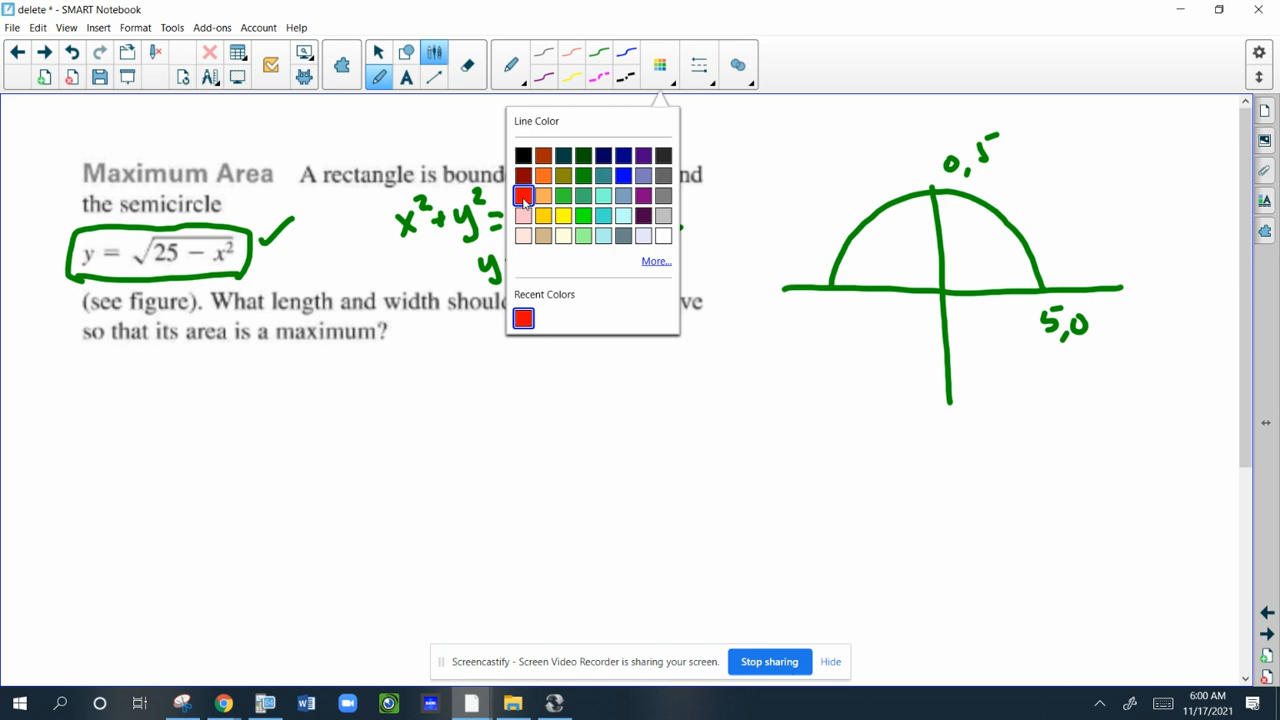 delete * - SMART Notebook
File Edit View Insert Format Tools Add-ons Account Help
Line Color
More...
Recent Colors
Maximum Area A rectangle is bound nd
the semicircle
y = √25 − x²
(see figure). What length and width shoul ve
so that its area is a maximum?
x² + y² =
y
0,5
5,0
Screencastify - Screen Video Recorder is sharing your screen. Stop sharing Hide
6:00 AM
11/17/2021